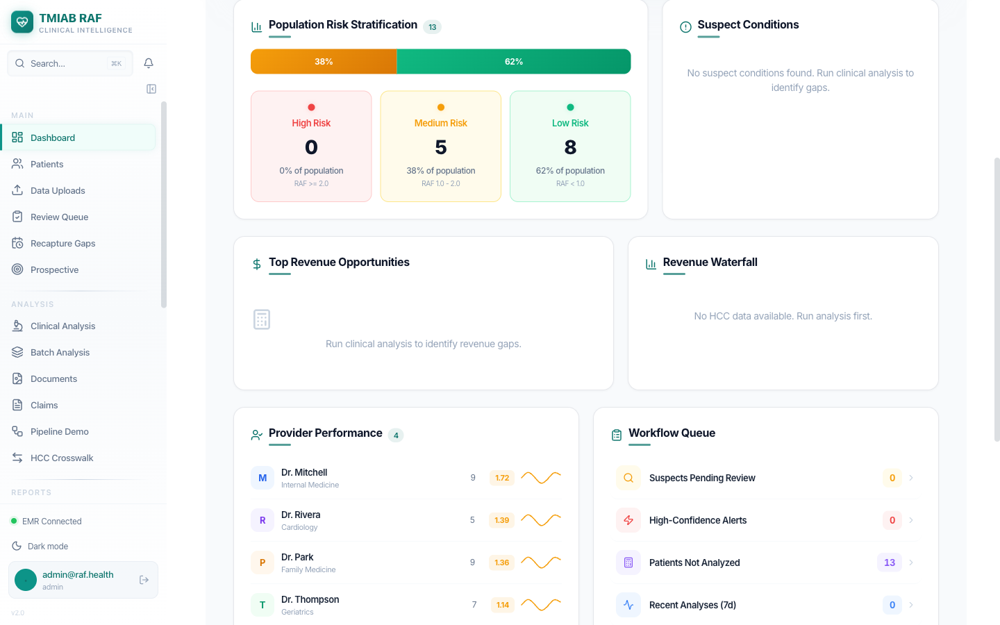 TMIAB RAF
CLINICAL INTELLIGENCE
Search... ⌘K
MAIN
Dashboard
Patients
Data Uploads
Review Queue
Recapture Gaps
Prospective
ANALYSIS
Clinical Analysis
Batch Analysis
Documents
Claims
Pipeline Demo
HCC Crosswalk
REPORTS
EMR Connected
Dark mode
admin@raf.health
admin
v2.0
Population Risk Stratification 13
38% 62%
High Risk
0
0% of population
RAF >= 2.0
Medium Risk
5
38% of population
RAF 1.0 - 2.0
Low Risk
8
62% of population
RAF < 1.0
Suspect Conditions
No suspect conditions found. Run clinical analysis to
identify gaps.
Top Revenue Opportunities
Run clinical analysis to identify revenue gaps.
Revenue Waterfall
No HCC data available. Run analysis first.
Provider Performance 4
M Dr. Mitchell 9 1.72
Internal Medicine
R Dr. Rivera 5 1.39
Cardiology
P Dr. Park 9 1.36
Family Medicine
T Dr. Thompson 7 1.14
Geriatrics
Workflow Queue
Suspects Pending Review 0
High-Confidence Alerts 0
Patients Not Analyzed 13
Recent Analyses (7d) 0